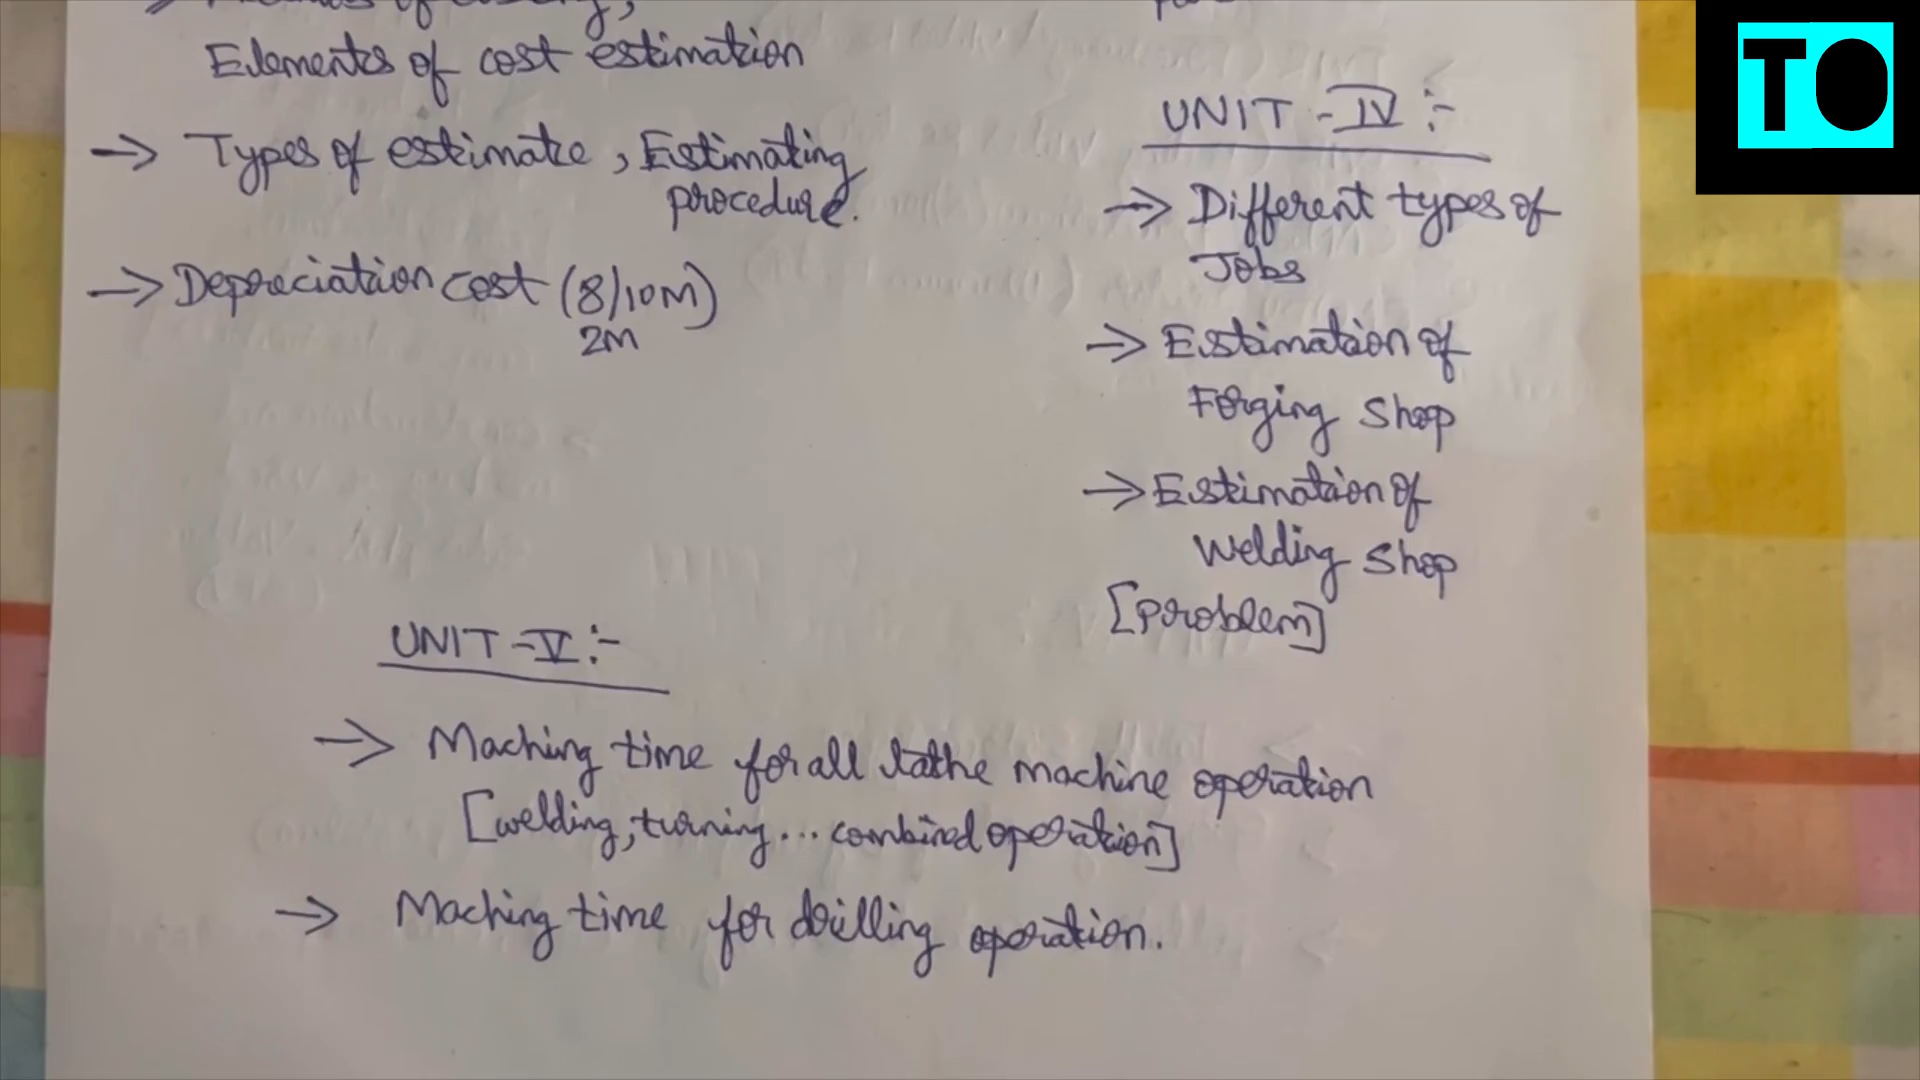 Elements of cost estimation
→ Types of estimate, Estimating
procedure.
→ Depreciation cost (8/10M)
2M
UNIT-IV:-
→ Different types of
Jobs
→ Estimation of
Forging Shop
→ Estimation of
Welding Shop
[Problem]
UNIT-V:-
→ Maching time for all lathe machine operation
[welding, turning... combined operation]
→ Maching time for drilling operation.
TO